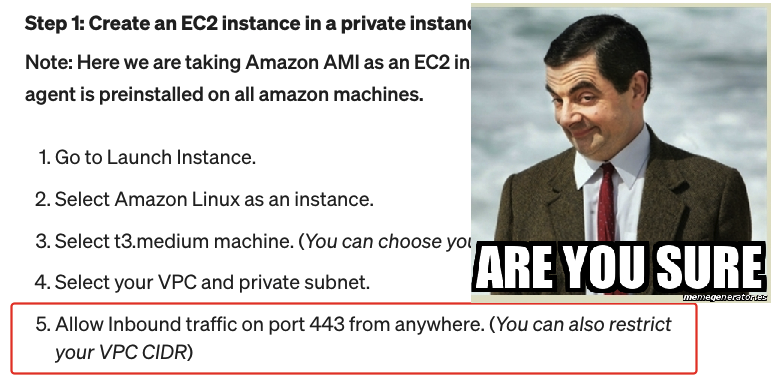 Step 1: Create an EC2 instance in a private
Note: Here we are taking Amazon AMI as an EC2
agent is preinstalled on all amazon machines.
1. Go to Launch Instance.
2. Select Amazon Linux as an instance.
3. Select t3.medium machine. (You can choose
4. Select your VPC and private subnet.
ARE YOU SURE
memegenerator.es
5. Allow Inbound traffic on port 443 from anywhere. (You can also restrict
your VPC CIDR)